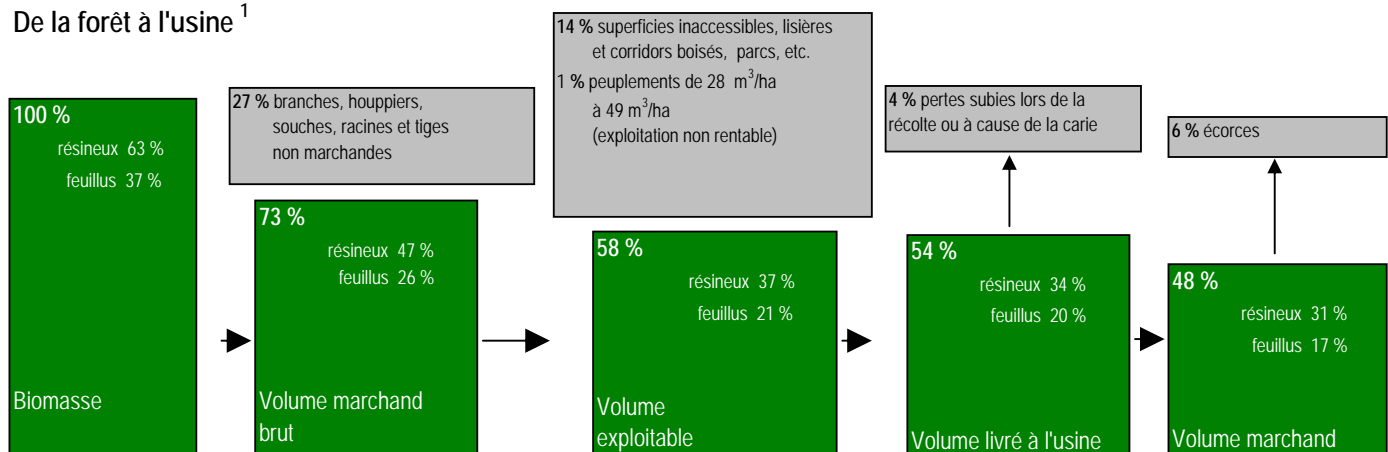 De la forêt à l'usine 1
100 %
résineux 63 %
feuillus 37 %
Biomasse
27 % branches, houppiers,
souches, racines et tiges
non marchandes
73 %
résineux 47 %
feuillus 26 %
Volume marchand
brut
14 % superficies inaccessibles, lisières
et corridors boisés, parcs, etc.
1 % peuplements de 28 m3/ha
à 49 m3/ha
(exploitation non rentable)
58 %
résineux 37 %
feuillus 21 %
Volume
exploitable
4 % pertes subies lors de la
récolte ou à cause de la carie
54 %
résineux 34 %
feuillus 20 %
Volume livré à l'usine
6 % écorces
48 %
résineux 31 %
feuillus 17 %
Volume marchand